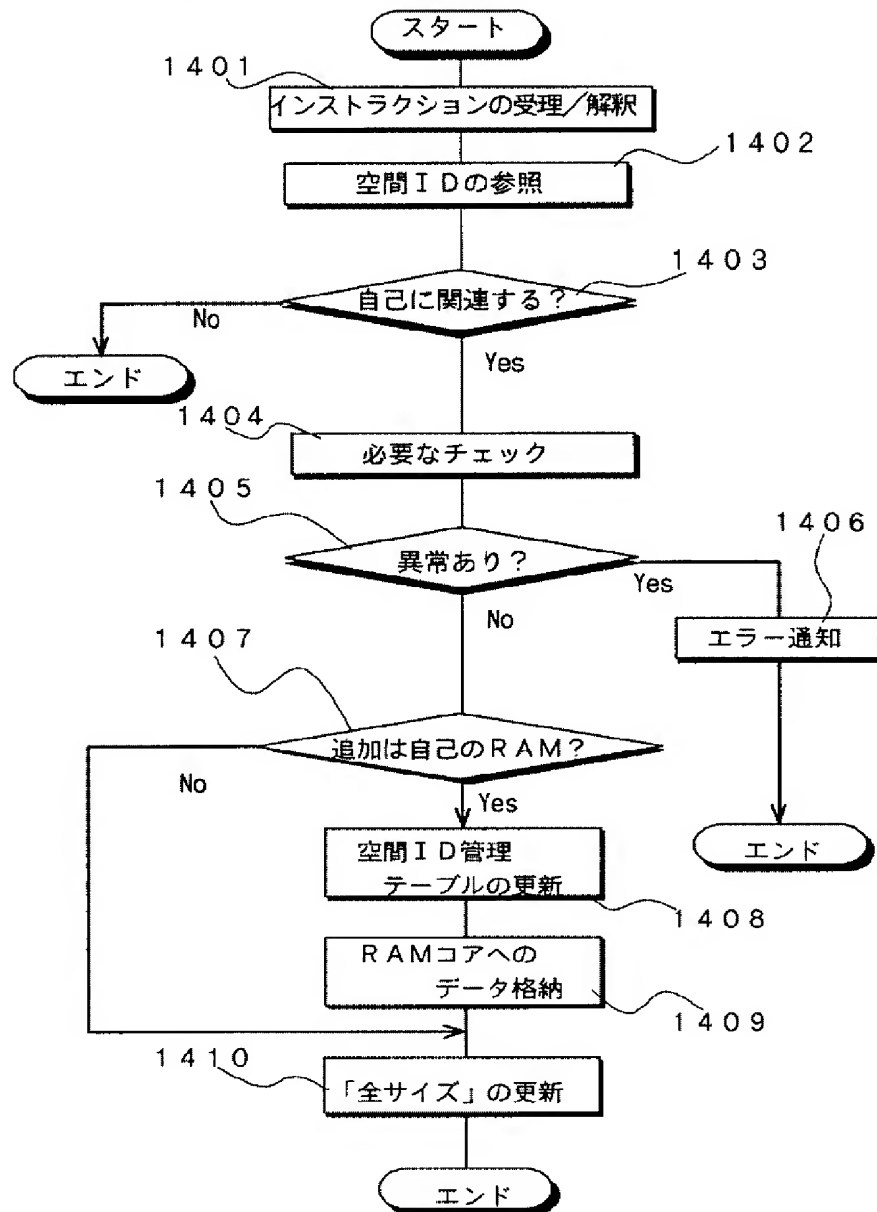 スタート
１４０１
インストラクションの受理／解釈
１４０２
空間ＩＤの参照
１４０３
自己に関連する？
No
Yes
エンド
１４０４
必要なチェック
１４０５
異常あり？
Yes
１４０６
No
エラー通知
１４０７
追加は自己のＲＡＭ？
No
Yes
エンド
空間ＩＤ管理
テーブルの更新
１４０８
ＲＡＭコアへの
データ格納
１４０９
１４１０
「全サイズ」の更新
エンド